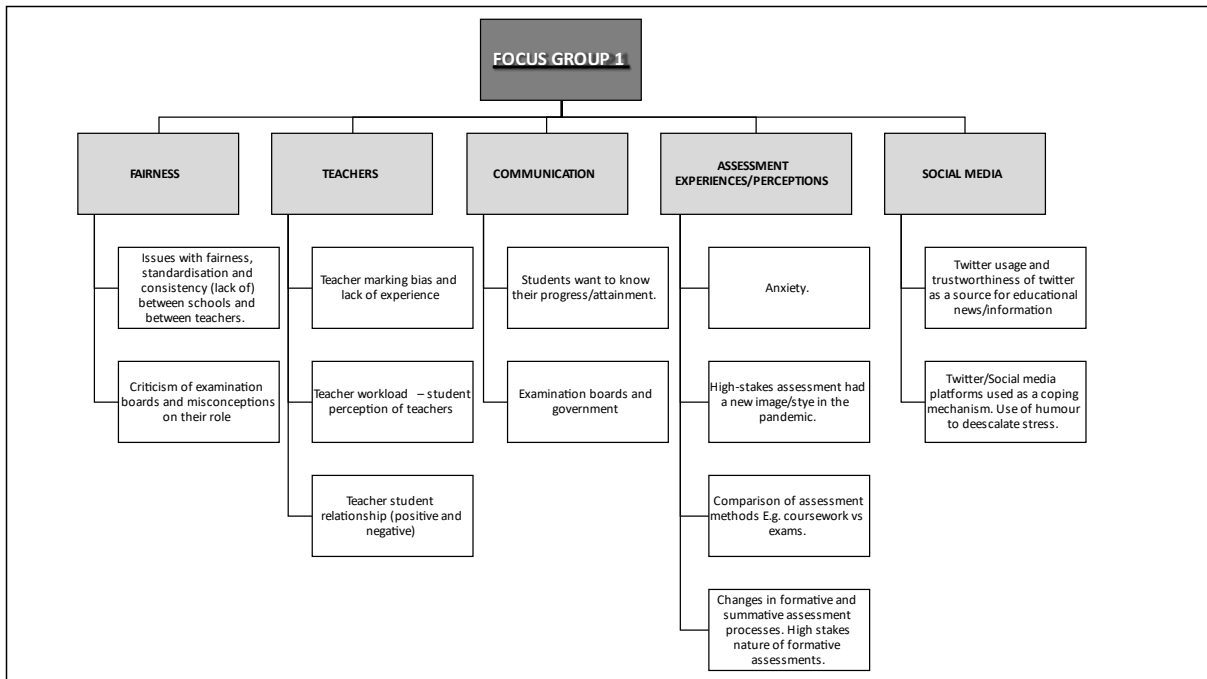 FOCUS GROUP 1
FAIRNESS
TEACHERS
COMMUNICATION
ASSESSMENT
EXPERIENCES/PERCEPTIONS
SOCIAL MEDIA
Issues with fairness,
standardisation and
consistency (lack of)
between schools and
between teachers.
Criticism of examination
boards and misconceptions
on their role
Teacher marking bias and
lack of experience
Teacher workload – student
perception of teachers
Teacher student
relationship (positive and
negative)
Students want to know
their progress/attainment.
Examination boards and
government
Anxiety.
High-stakes assessment had
a new image/stye in the
pandemic.
Comparison of assessment
methods E.g. coursework vs
exams.
Changes in formative and
summative assessment
processes. High stakes
nature of formative
assessments.
Twitter usage and
trustworthiness of twitter
as a source for educational
news/information
Twitter/Social media
platforms used as a coping
mechanism. Use of humour
to deescalate stress.